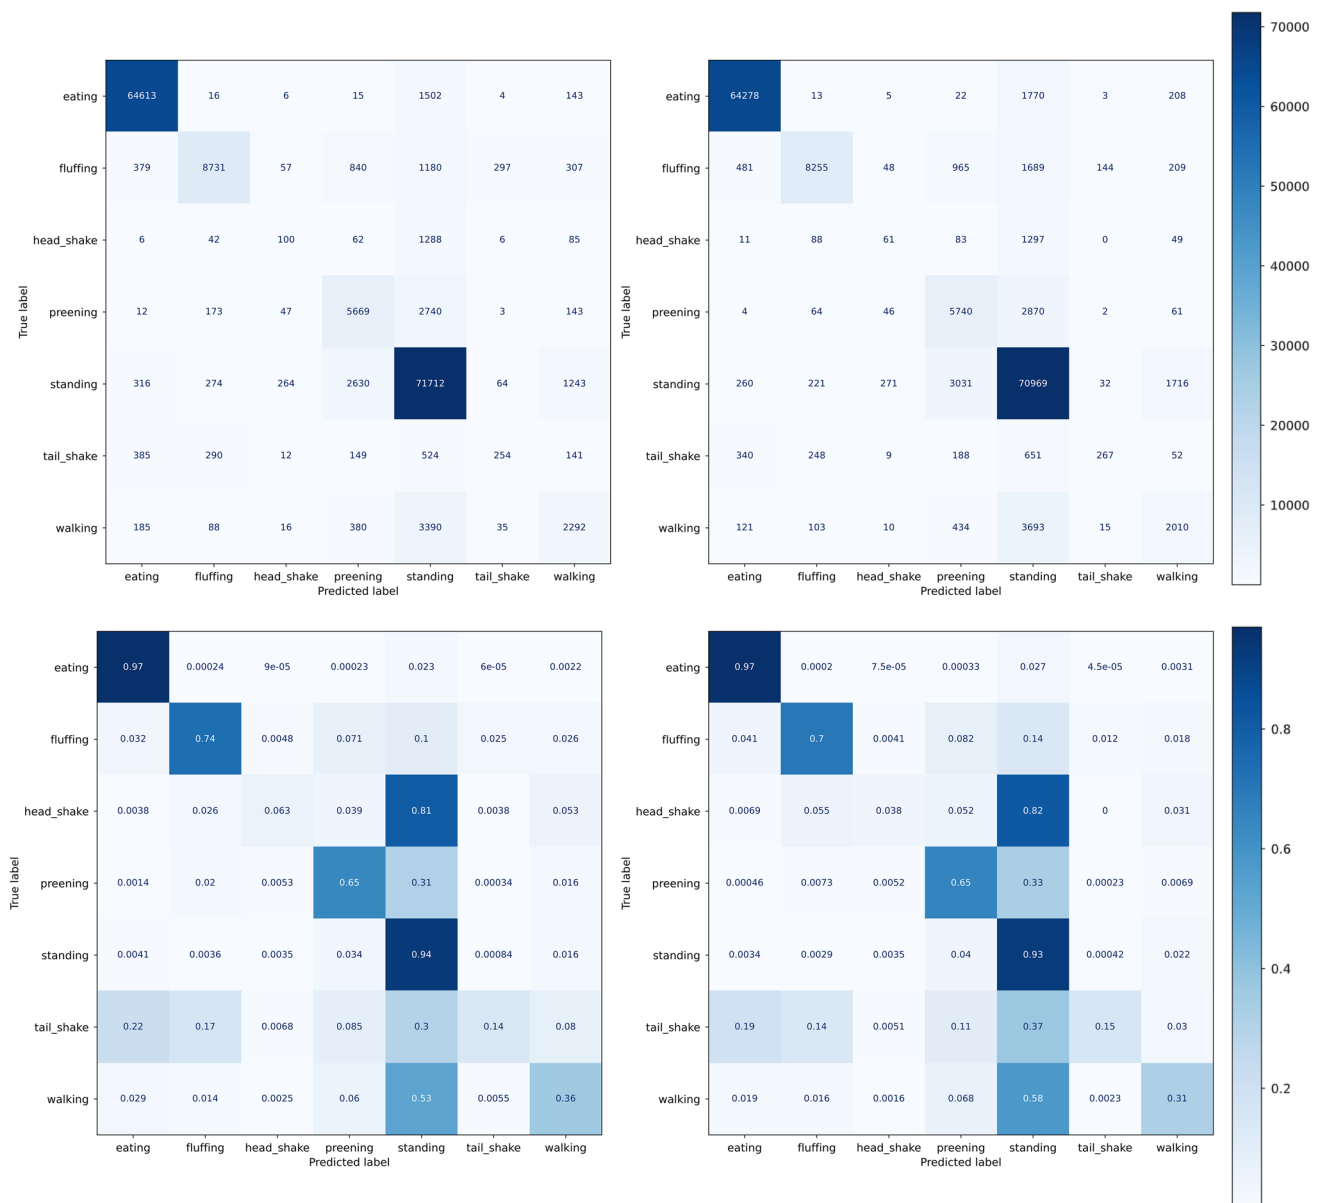 eating 64613 16 6 15 1502 4 143
fluffing 379 8731 57 840 1180 297 307
head_shake 6 42 100 62 1288 6 85
preening 12 173 47 5669 2740 3 143
standing 316 274 264 2630 71712 64 1243
tail_shake 385 290 12 149 524 254 141
walking 185 88 16 380 3390 35 2292
True label
eating fluffing head_shake preening standing tail_shake walking
Predicted label
eating 64278 13 5 22 1770 3 208
fluffing 481 8255 48 965 1689 144 209
head_shake 11 88 61 83 1297 0 49
preening 4 64 46 5740 2870 2 61
standing 260 221 271 3031 70969 32 1716
tail_shake 340 248 9 188 651 267 52
walking 121 103 10 434 3693 15 2010
True label
eating fluffing head_shake preening standing tail_shake walking
Predicted label
70000
60000
50000
40000
30000
20000
10000
eating 0.97 0.00024 9e-05 0.00023 0.023 6e-05 0.0022
fluffing 0.032 0.74 0.0048 0.071 0.1 0.025 0.026
head_shake 0.0038 0.026 0.063 0.039 0.81 0.0038 0.053
preening 0.0014 0.02 0.0053 0.65 0.31 0.00034 0.016
standing 0.0041 0.0036 0.0035 0.034 0.94 0.00084 0.016
tail_shake 0.22 0.17 0.0068 0.085 0.3 0.14 0.08
walking 0.029 0.014 0.0025 0.06 0.53 0.0055 0.36
True label
eating fluffing head_shake preening standing tail_shake walking
Predicted label
eating 0.97 0.0002 7.5e-05 0.00033 0.027 4.5e-05 0.0031
fluffing 0.041 0.7 0.0041 0.082 0.14 0.012 0.018
head_shake 0.0069 0.055 0.038 0.052 0.82 0 0.031
preening 0.00046 0.0073 0.0052 0.65 0.33 0.00023 0.0069
standing 0.0034 0.0029 0.0035 0.04 0.93 0.00042 0.022
tail_shake 0.19 0.14 0.0051 0.11 0.37 0.15 0.03
walking 0.019 0.016 0.0016 0.068 0.58 0.0023 0.31
True label
eating fluffing head_shake preening standing tail_shake walking
Predicted label
0.8
0.6
0.4
0.2